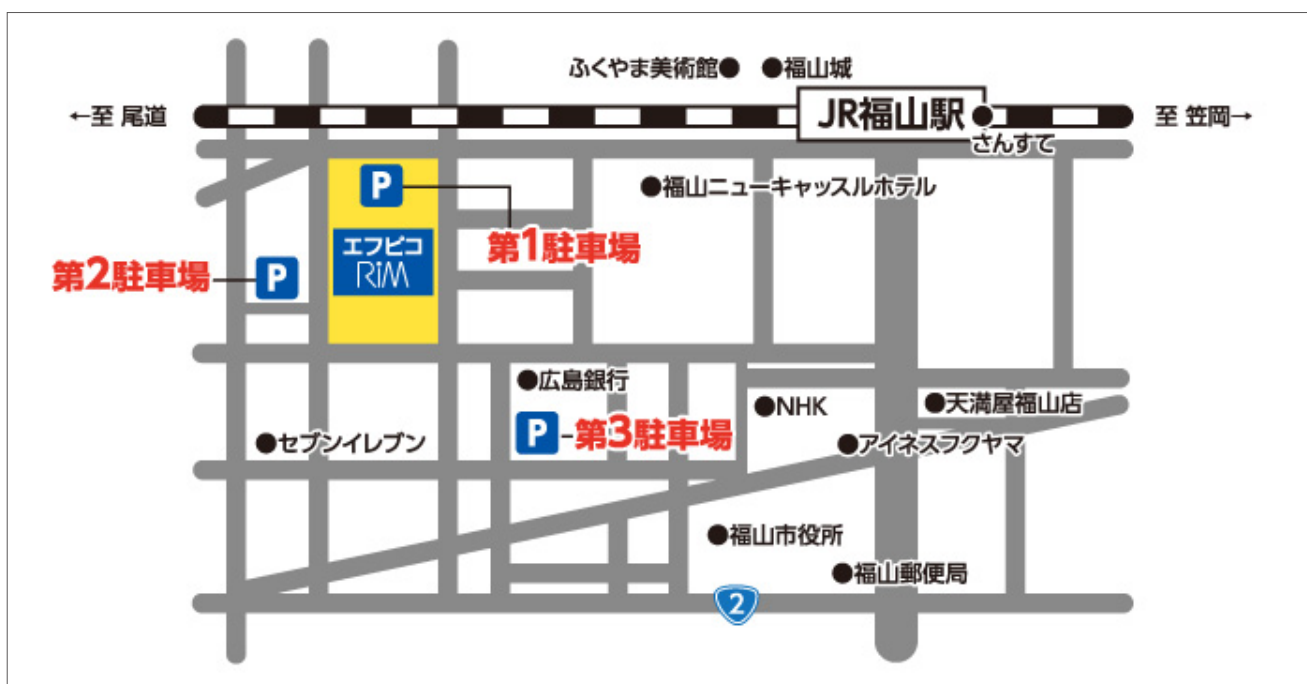 ふくやま美術館●
●福山城
←至 尾道
JR福山駅
至 笠岡→
さんすて
P
●福山ニューキャッスルホテル
第1駐車場
エフピコ
RiM
第2駐車場
P
●広島銀行
●NHK
●天満屋福山店
P
第3駐車場
●セブンイレブン
●アイネスフクヤマ
●福山市役所
●福山郵便局
2